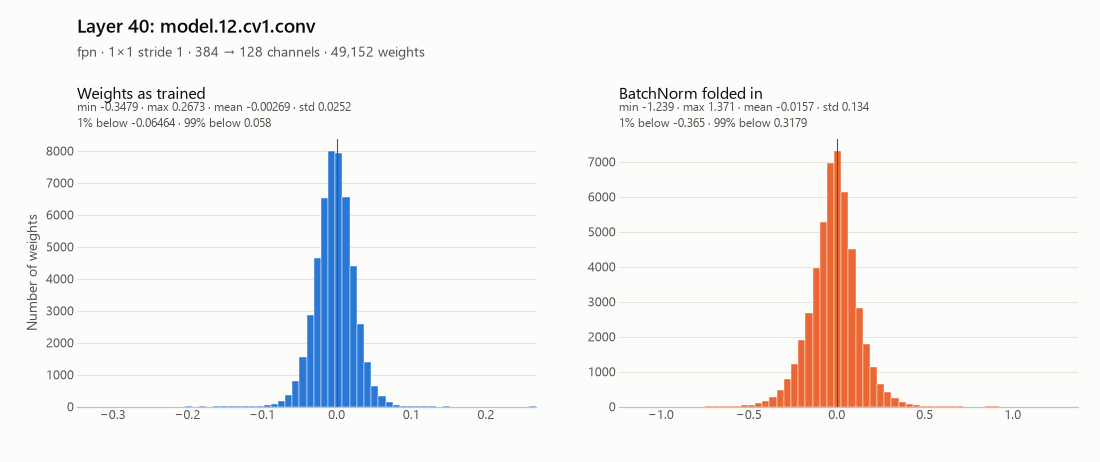 Layer 40: model.12.cv1.conv
fpn · 1×1 stride 1 · 384 → 128 channels · 49,152 weights
Weights as trained
min -0.3479 · max 0.2673 · mean -0.00269 · std 0.0252
1% below -0.06464 · 99% below 0.058
Number of weights
8000
7000
6000
5000
4000
3000
2000
1000
0
−0.3 −0.2 −0.1 0.0 0.1 0.2
BatchNorm folded in
min -1.239 · max 1.371 · mean -0.0157 · std 0.134
1% below -0.365 · 99% below 0.3179
7000
6000
5000
4000
3000
2000
1000
0
−1.0 −0.5 0.0 0.5 1.0